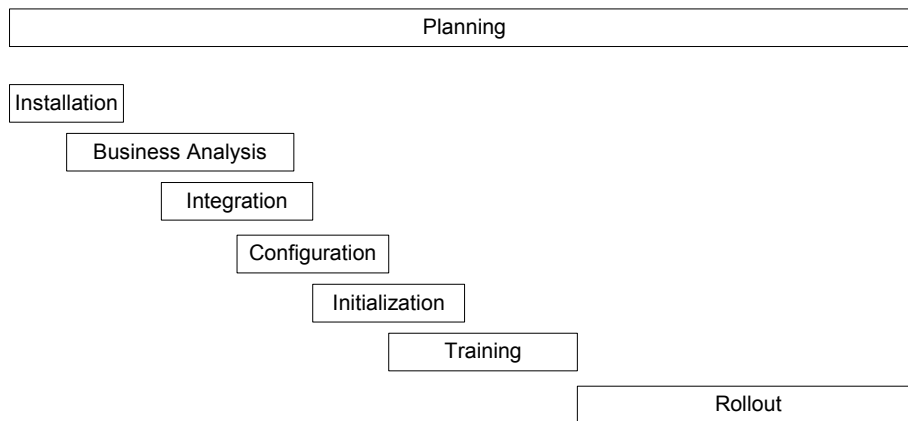 Planning
Installation
Business Analysis
Integration
Configuration
Initialization
Training
Rollout